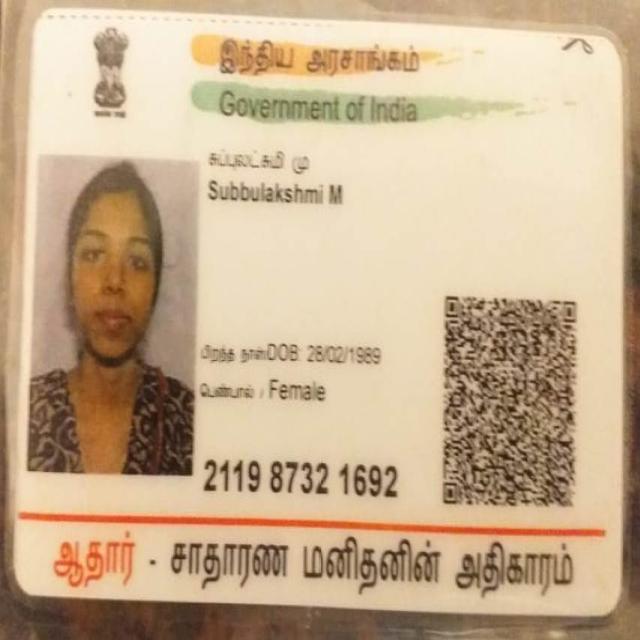 இந்திய அரசாங்கம்
Government of India
சுப்புலட்சுமி மு
Subbulakshmi M
பிறந்த நாள்/DOB: 28/02/1989
பெண்பால் / Female
2119 8732 1692
ஆதார் - சாதாரண மனிதனின் அதிகாரம்